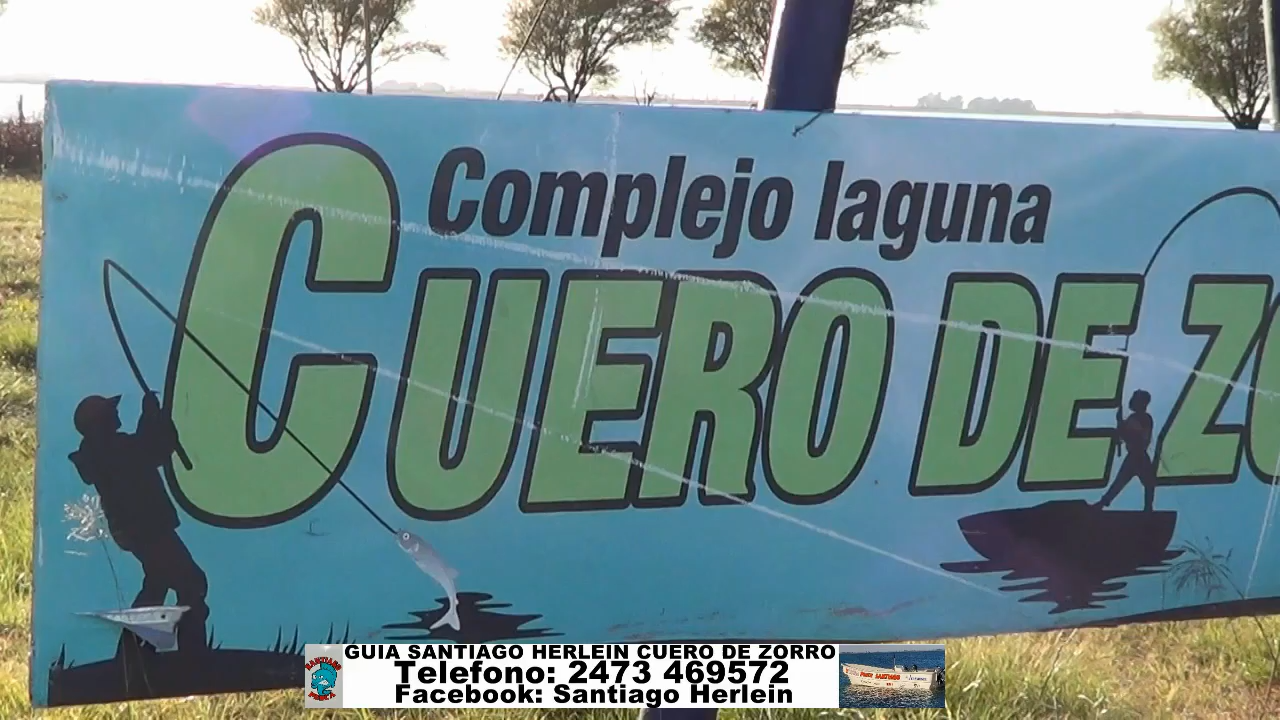 Complejo laguna
CUERO DE ZO
GUIA SANTIAGO HERLEIN CUERO DE ZORRO
Telefono: 2473 469572
Facebook: Santiago Herlein